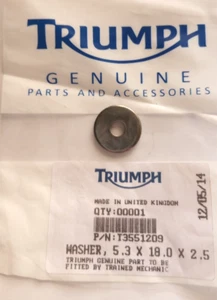 TRIUMPH
GENUINE
PARTS AND ACCESSORIES
TRIUMPH
MADE IN UNITED KINGDOM
QTY:00001
P/N:T3551209
12/05/14
WASHER, 5.3 X 18.0 X 2.5
TRIUMPH GENUINE PART TO BE
FITTED BY TRAINED MECHANIC